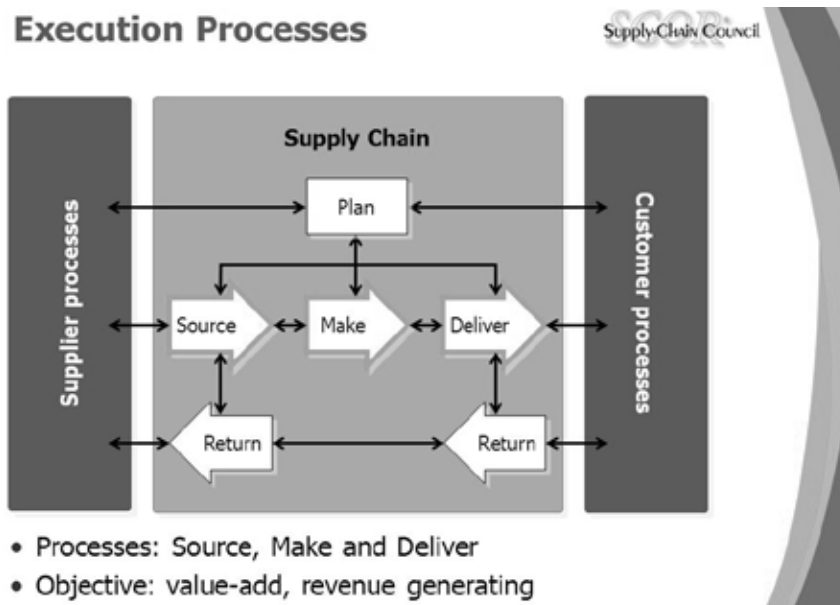 Execution Processes
SCOR
Supply-Chain Council
Supply Chain
Supplier processes
Plan
Customer processes
Source
Make
Deliver
Return
Return
• Processes: Source, Make and Deliver
• Objective: value-add, revenue generating